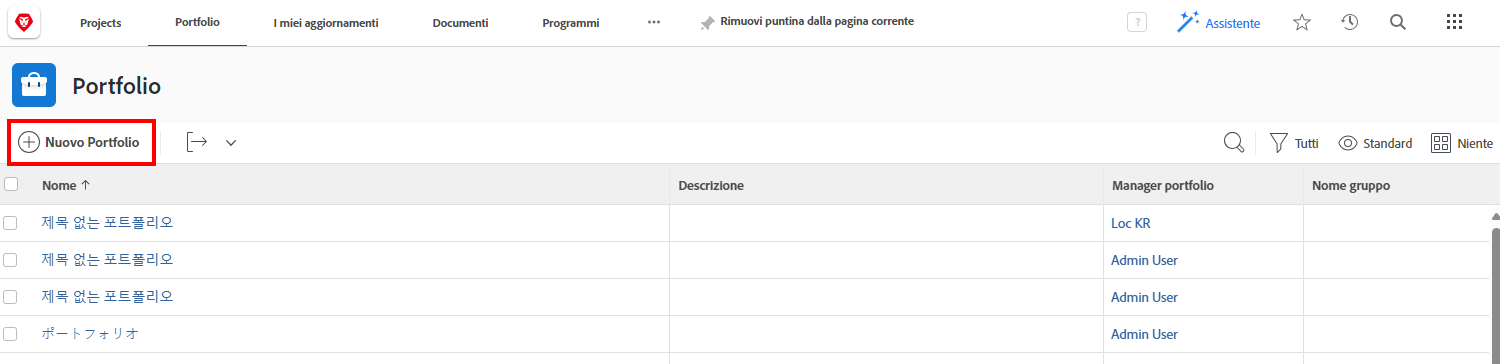 Projects Portfolio I miei aggiornamenti Documenti Programmi ··· Rimuovi puntina dalla pagina corrente ? Assistente
Portfolio
Nuovo Portfolio Tutti Standard Niente
Nome ↑ Descrizione Manager portfolio Nome gruppo
제목 없는 포트폴리오 Loc KR
제목 없는 포트폴리오 Admin User
제목 없는 포트폴리오 Admin User
ポートフォリオ Admin User